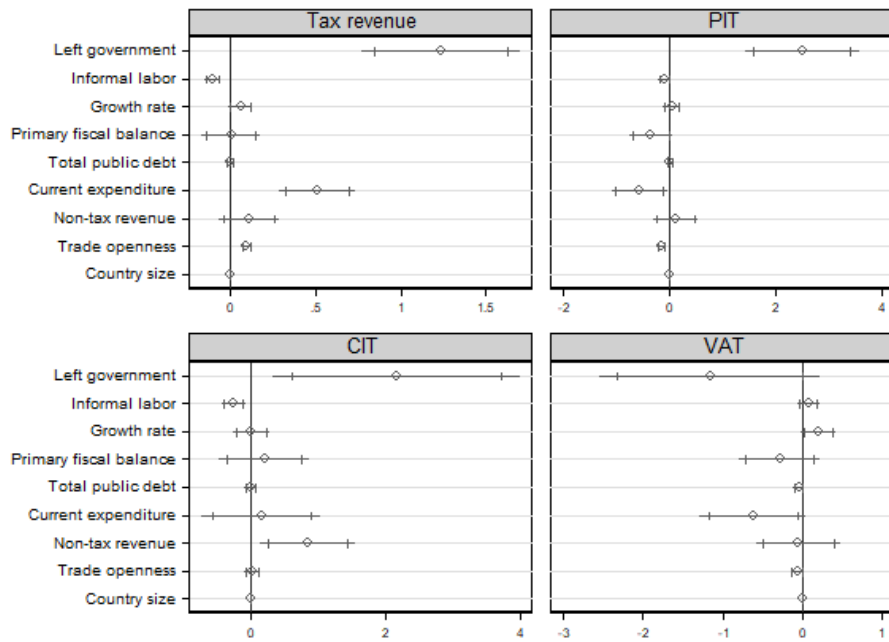 Tax revenue
PIT
Left government
Informal labor
Growth rate
Primary fiscal balance
Total public debt
Current expenditure
Non-tax revenue
Trade openness
Country size
0 .5 1 1.5
-2 0 2 4
CIT
VAT
Left government
Informal labor
Growth rate
Primary fiscal balance
Total public debt
Current expenditure
Non-tax revenue
Trade openness
Country size
0 2 4
-3 -2 -1 0 1